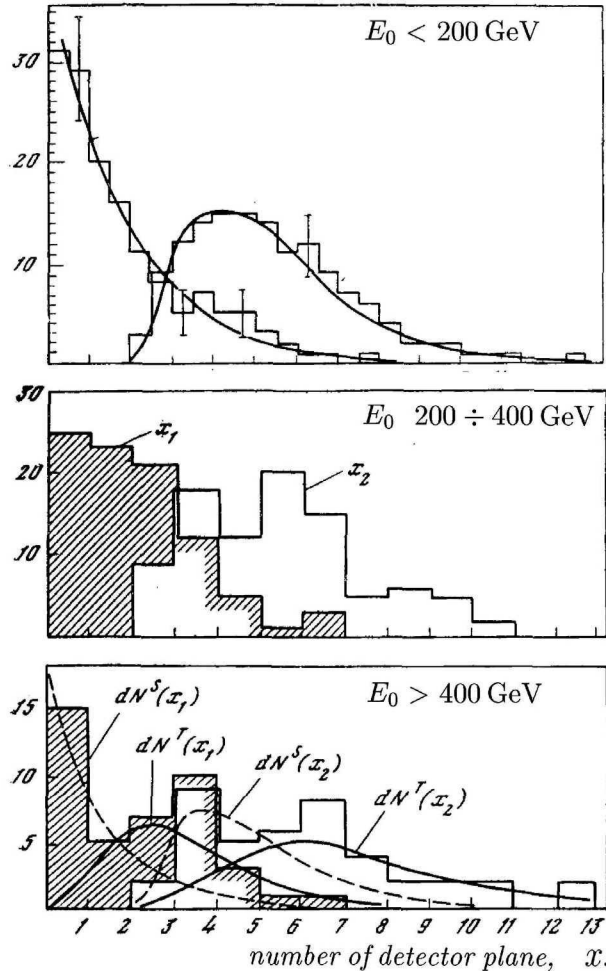 E₀ < 200 GeV
30
20
10
30
E₀ 200 ÷ 400 GeV
x₁
x₂
20
10
E₀ > 400 GeV
15
dN^S(x₁)
dN^T(x₁)
dN^S(x₂)
dN^T(x₂)
10
5
1 2 3 4 5 6 7 8 9 10 11 12 13
number of detector plane, x.